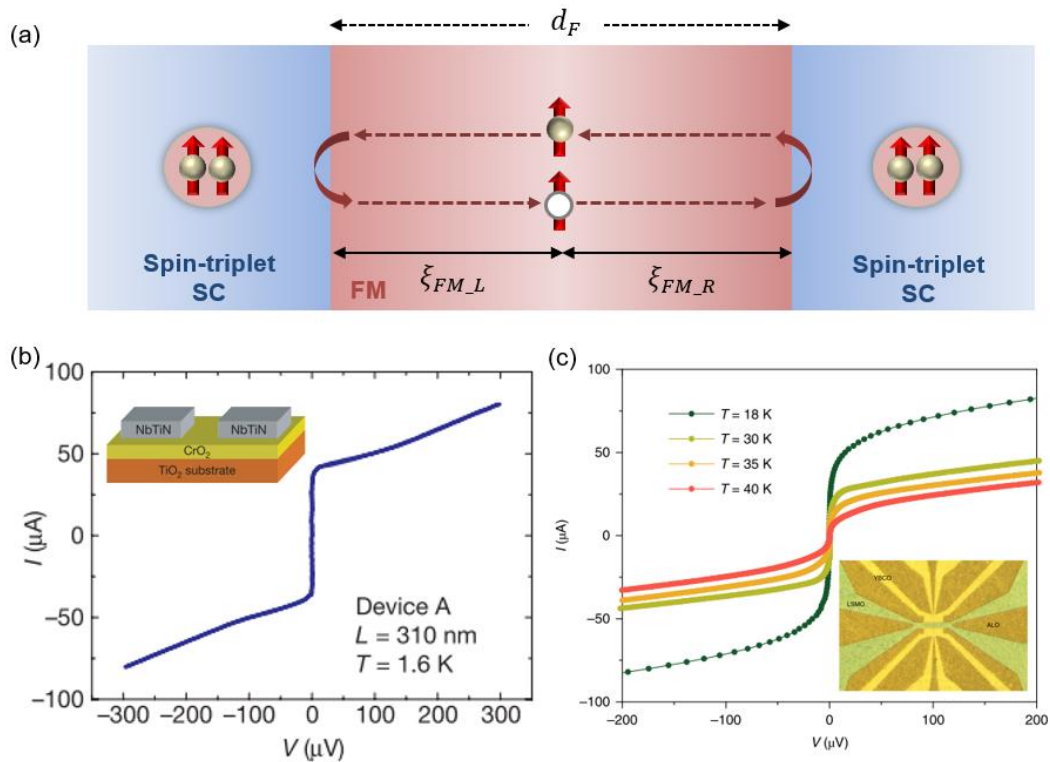 (a)
d_F
Spin-triplet
SC
FM
ξ_FM_L
ξ_FM_R
Spin-triplet
SC
(b)
100
50
0
−50
−100
I (μA)
NbTiN
NbTiN
CrO₂
TiO₂ substrate
Device A
L = 310 nm
T = 1.6 K
−300 −200 −100 0 100 200 300
V (μV)
(c)
100
50
0
−50
−100
I (μA)
T = 18 K
T = 30 K
T = 35 K
T = 40 K
YBCO
LSMO
ALO
−200 −100 0 100 200
V (μV)